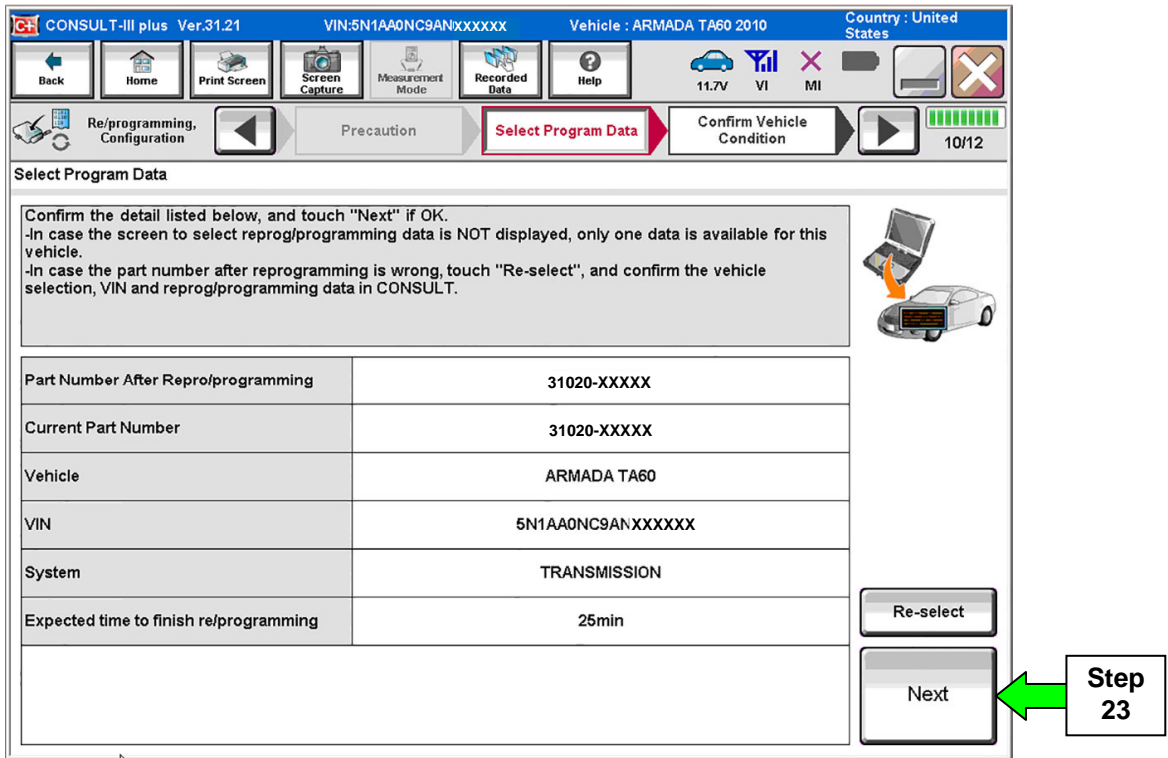 C+ CONSULT-III plus Ver.31.21 VIN:5N1AA0NC9ANXXXXXX Vehicle : ARMADA TA60 2010 Country : United States
Back
Home
Print Screen
Screen Capture
Measurement Mode
Recorded Data
Help
11.7V VI MI
Re/programming, Configuration
Precaution
Select Program Data
Confirm Vehicle Condition
10/12
Select Program Data
Confirm the detail listed below, and touch "Next" if OK.
-In case the screen to select reprog/programming data is NOT displayed, only one data is available for this
vehicle.
-In case the part number after reprogramming is wrong, touch "Re-select", and confirm the vehicle
selection, VIN and reprog/programming data in CONSULT.
Part Number After Repro/programming 31020-XXXXX
Current Part Number 31020-XXXXX
Vehicle ARMADA TA60
VIN 5N1AA0NC9ANXXXXXX
System TRANSMISSION
Expected time to finish re/programming 25min
Re-select
Next
Step
23